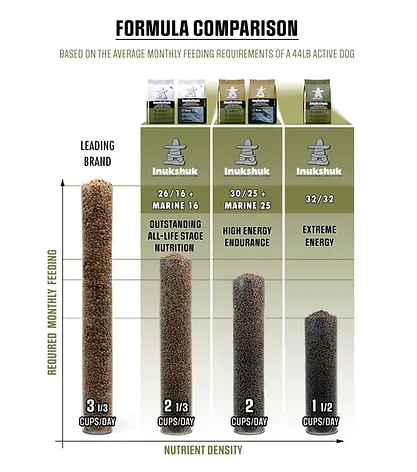 FORMULA COMPARISON
BASED ON THE AVERAGE MONTHLY FEEDING REQUIREMENTS OF A 44LB ACTIVE DOG
LEADING
BRAND
Inukshuk
26/16 +
MARINE 16
OUTSTANDING
ALL-LIFE STAGE
NUTRITION
Inukshuk
30/25 +
MARINE 25
HIGH ENERGY
ENDURANCE
Inukshuk
32/32
EXTREME
ENERGY
REQUIRED MONTHLY FEEDING
3 1/3
CUPS/DAY
2 1/3
CUPS/DAY
2
CUPS/DAY
1 1/2
CUPS/DAY
NUTRIENT DENSITY